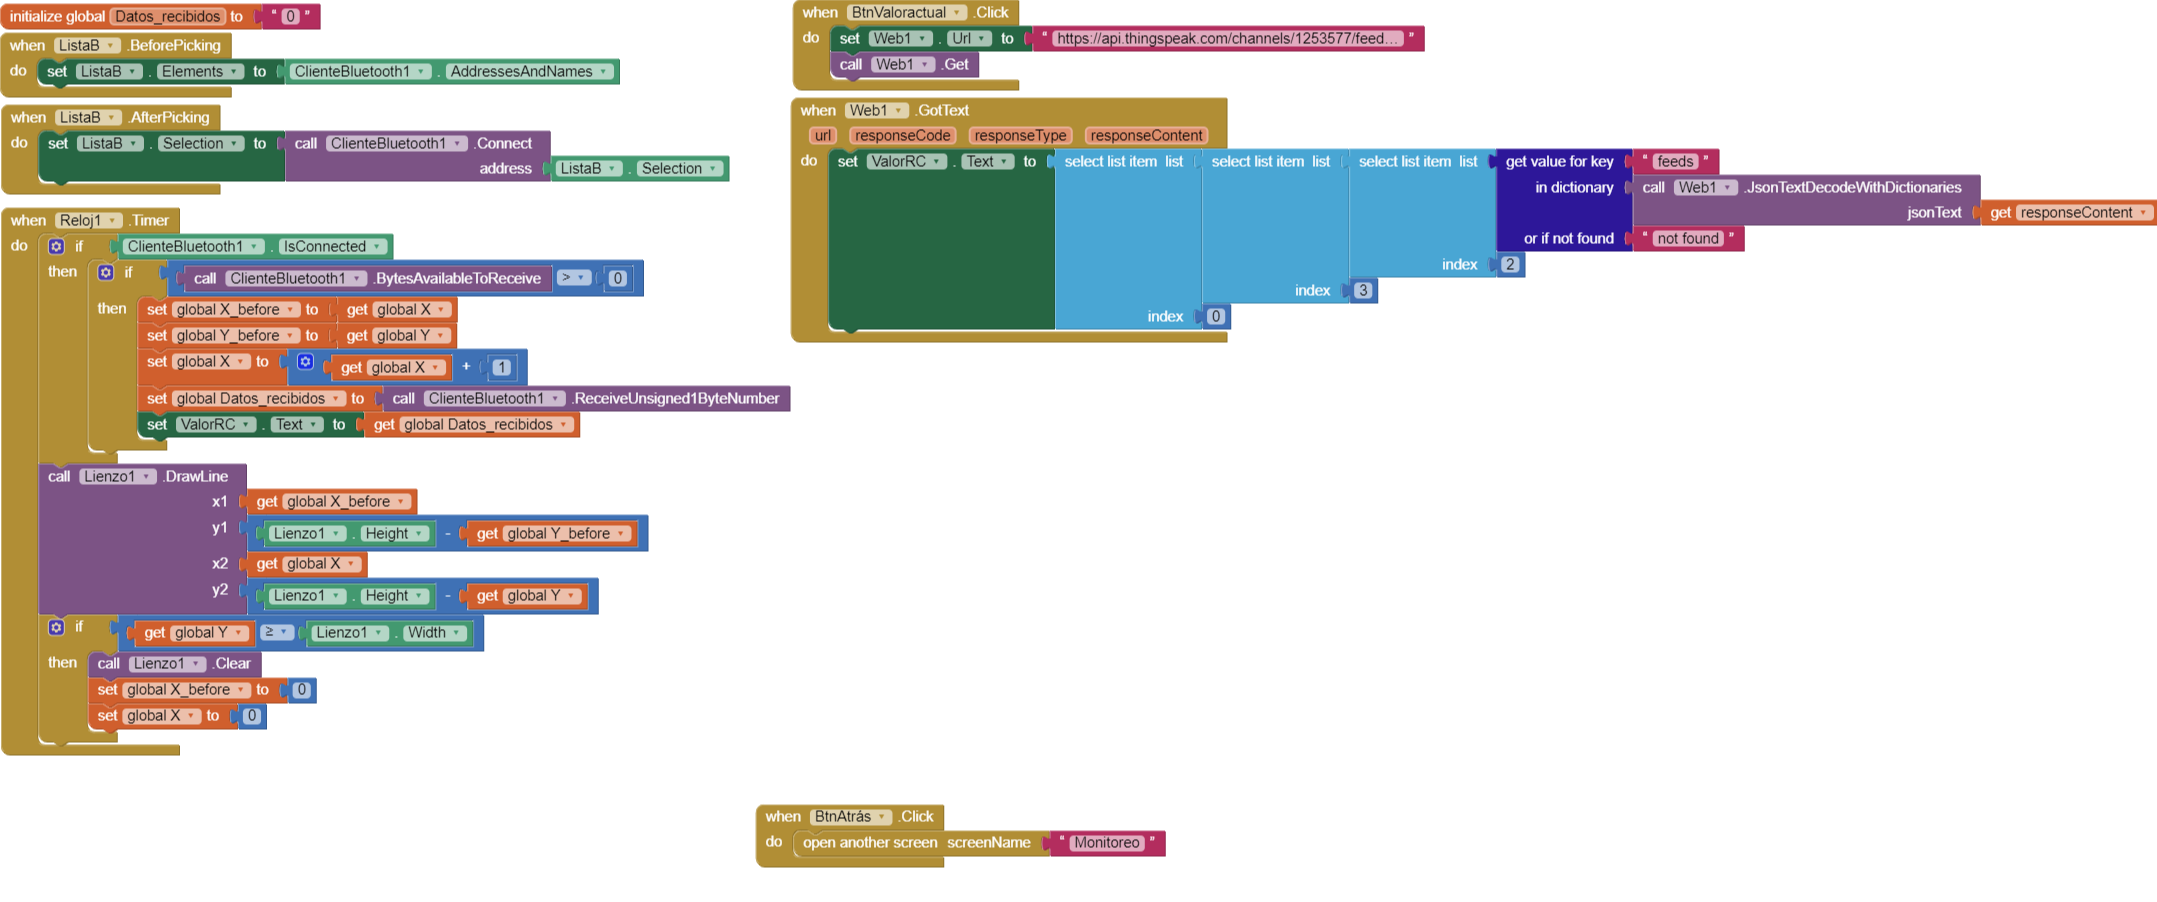 initialize global Datos_recibidos to " 0 "
when ListaB .BeforePicking
do set ListaB . Elements to ClienteBluetooth1 . AddressesAndNames
when ListaB .AfterPicking
do set ListaB . Selection to call ClienteBluetooth1 .Connect
address ListaB . Selection
when Reloj1 .Timer
do if ClienteBluetooth1 . IsConnected
then if call ClienteBluetooth1 .BytesAvailableToReceive > 0
then set global X_before to get global X
set global Y_before to get global Y
set global X to get global X + 1
set global Datos_recibidos to call ClienteBluetooth1 .ReceiveUnsigned1ByteNumber
set ValorRC . Text to get global Datos_recibidos
call Lienzo1 .DrawLine
x1 get global X_before
y1 Lienzo1 . Height - get global Y_before
x2 get global X
y2 Lienzo1 . Height - get global Y
if get global Y ≥ Lienzo1 . Width
then call Lienzo1 .Clear
set global X_before to 0
set global X to 0
when BtnValoractual .Click
do set Web1 . Url to " https://api.thingspeak.com/channels/1253577/feed... "
call Web1 .Get
when Web1 .GotText
url responseCode responseType responseContent
do set ValorRC . Text to select list item list select list item list select list item list get value for key " feeds "
in dictionary call Web1 .JsonTextDecodeWithDictionaries
jsonText get responseContent
or if not found " not found "
index 2
index 3
index 0
when BtnAtrás .Click
do open another screen screenName " Monitoreo "